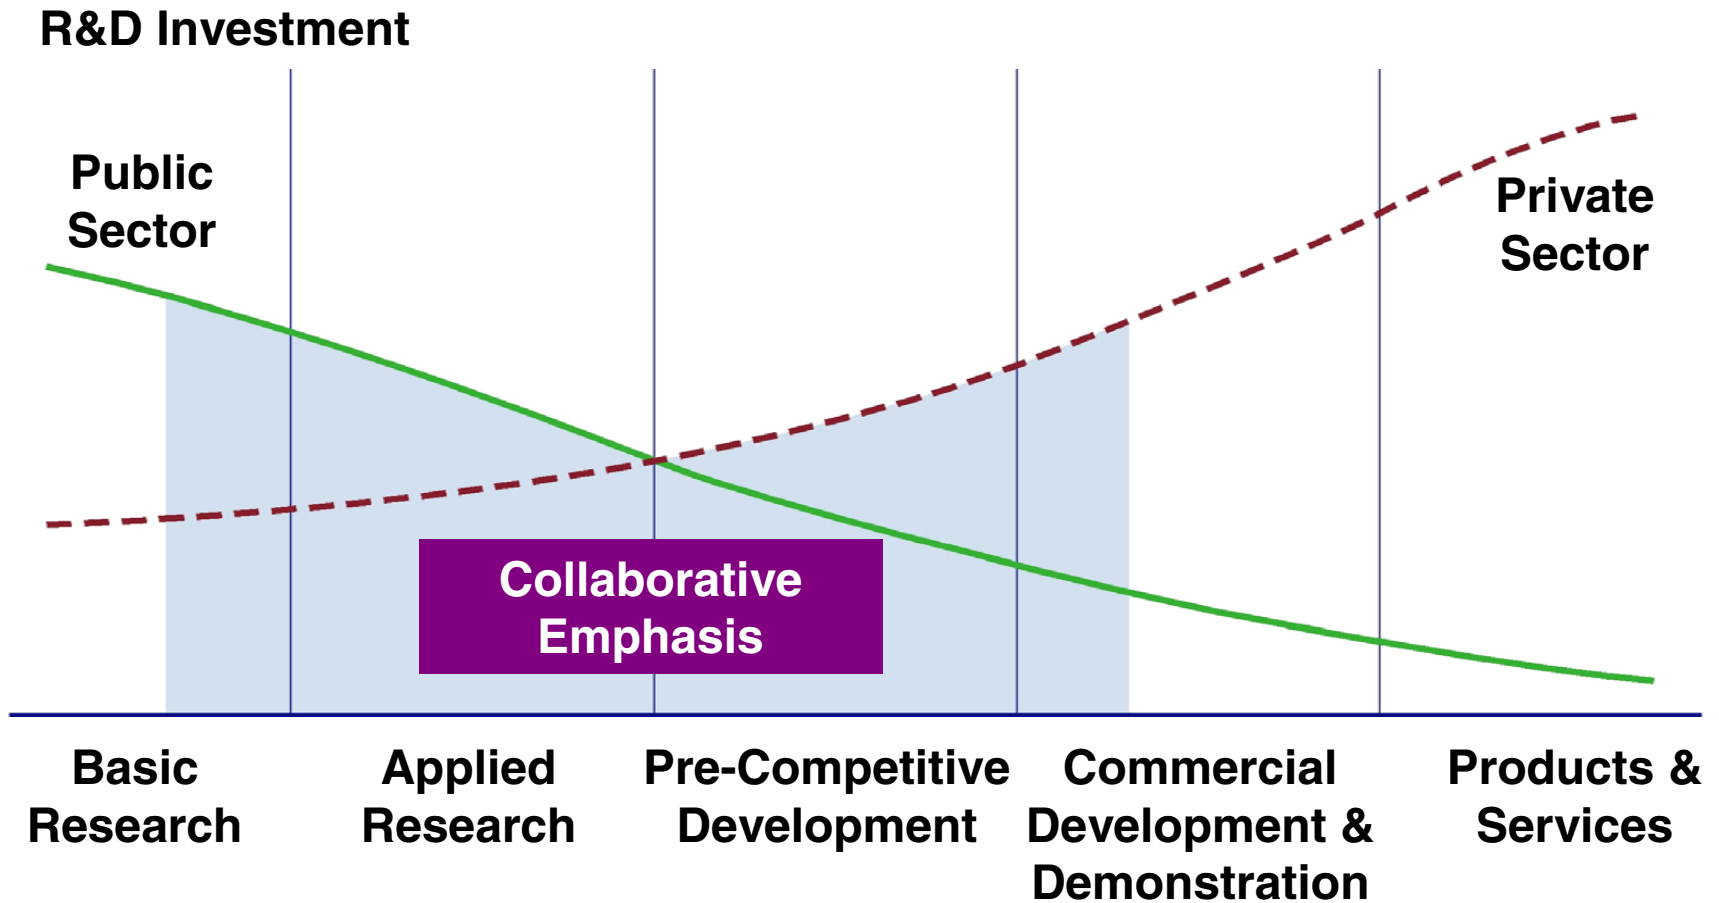 R&D Investment
Public
Sector
Private
Sector
Collaborative
Emphasis
Basic
Research
Applied
Research
Pre-Competitive
Development
Commercial
Development &
Demonstration
Products &
Services